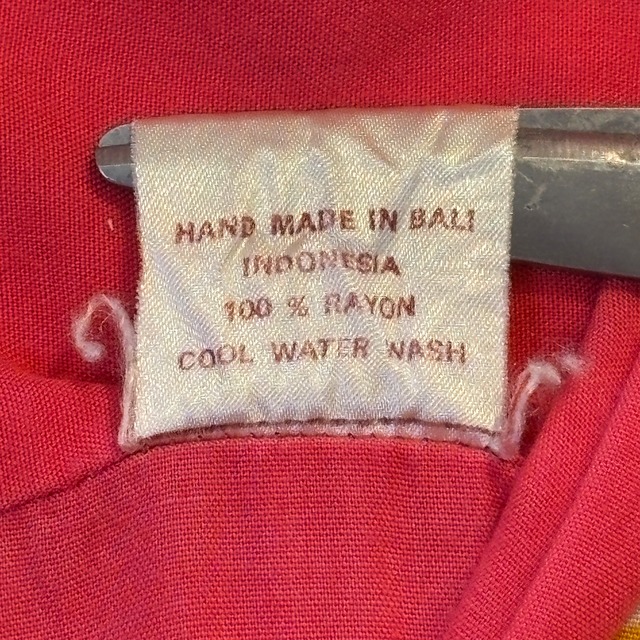 HAND MADE IN BALI
INDONESIA
100 % RAYON
COOL WATER WASH